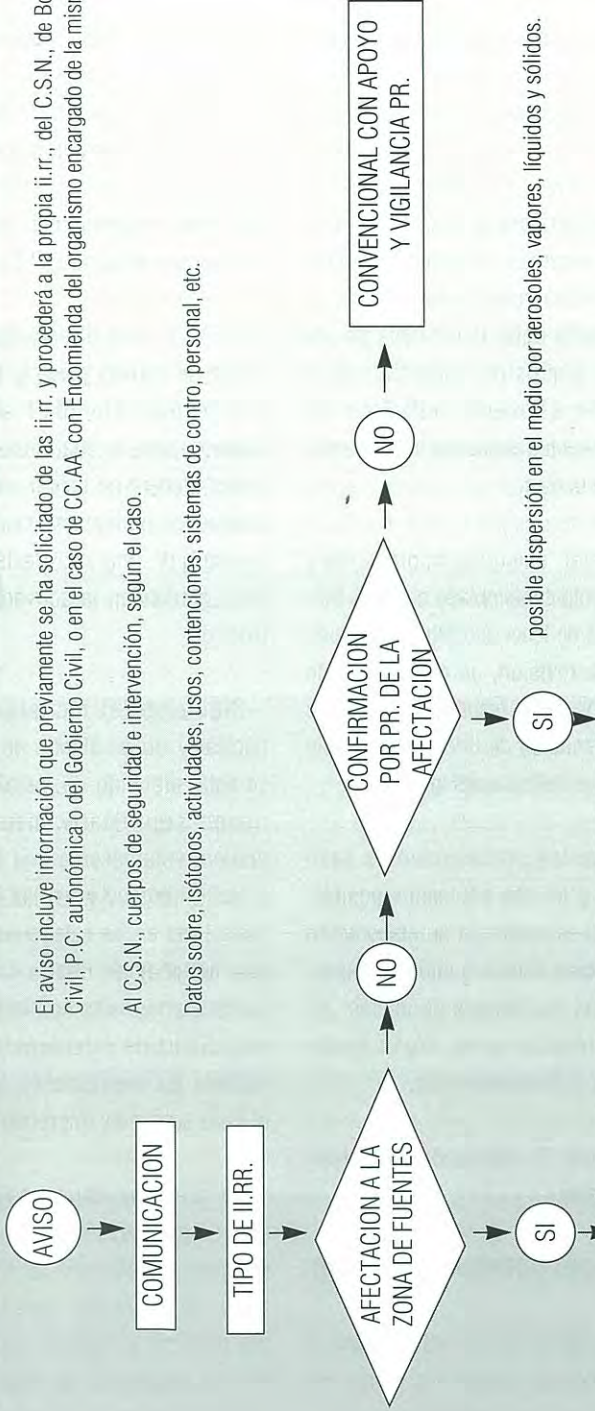 AVISO
El aviso incluye información que previamente se ha solicitado de las ii.rr. y procederá a la propia ii.rr., del C.S.N., de
Civil P.C. autonómica o del Gobierno Civil, o en el caso de CC. AA. con Encomienda del organismo encargado de la
COMUNICACION
Al C.S.N., cuerpos de seguridad e intervención, según el caso.
TIPO DE II.RR.
Datos sobre, isótopos, actividades, usos, contenciones sistemas de control, personal, etc.
AFECTACION A LA
ZONA DE FUENTES
NO
CONFIRMACION
POR PR. DE LA
AFECTACION
NO
CONVENCIONAL CON APOYO
Y VIGILANCIA PR.
SI
SI
posible dispersión en el medio por aerosoles, vapores, líquidos y sólidos.